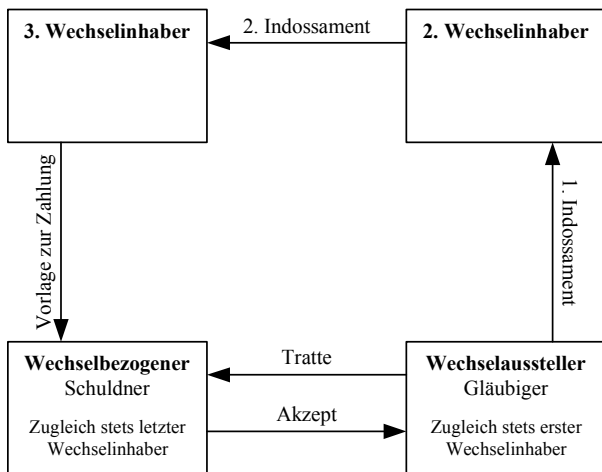 3. Wechselinhaber
2. Indossament
2. Wechselinhaber
Vorlage zur Zahlung
1. Indossament
Wechselbezogener
Schuldner
Zugleich stets letzter
Wechselinhaber
Tratte
Akzept
Wechselaussteller
Gläubiger
Zugleich stets erster
Wechselinhaber